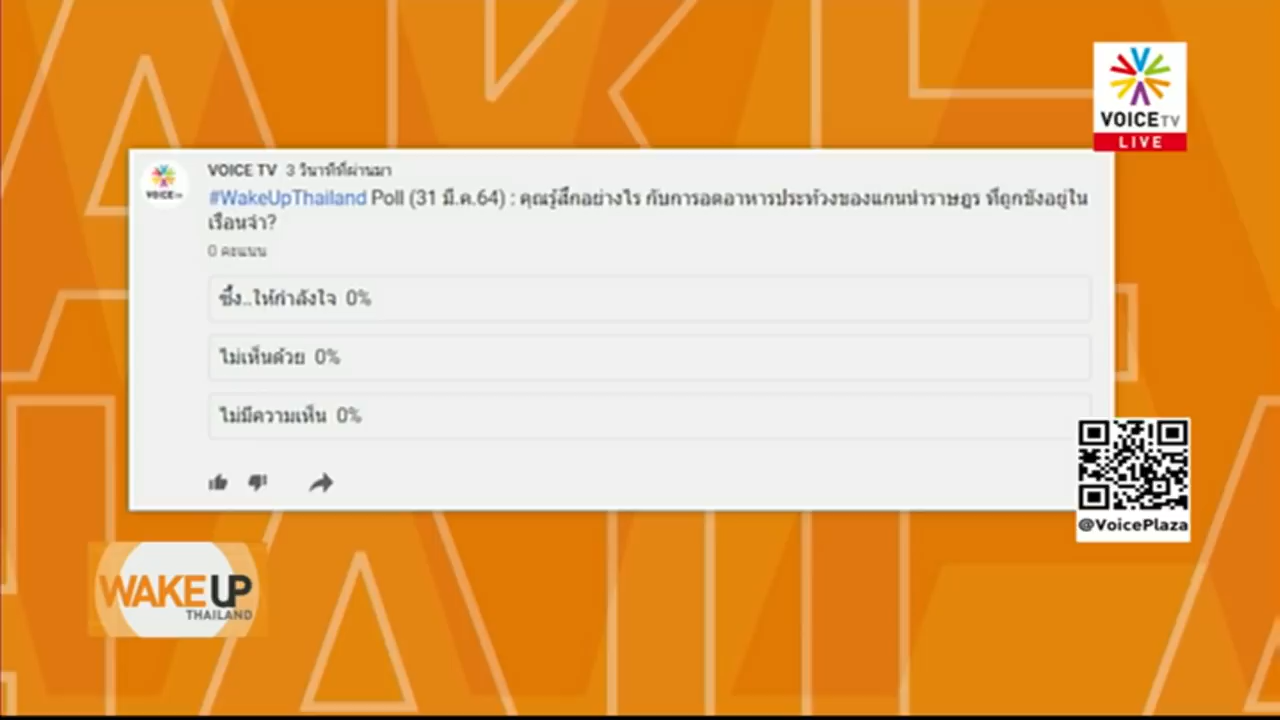 VOICE TV
LIVE
VOICE TV 3 วินาทีที่ผ่านมา
VOICE TV
#WakeUpThailand Poll (31 มี.ค.64) : คุณรู้สึกอย่างไร กับการอดอาหารประท้วงของแกนนำราษฎร ที่ถูกขังอยู่ใน
เรือนจำ?
0 คะแนน
ซึ้ง..ให้กำลังใจ 0%
ไม่เห็นด้วย 0%
ไม่มีความเห็น 0%
@VoicePlaza
WAKE UP
THAILAND